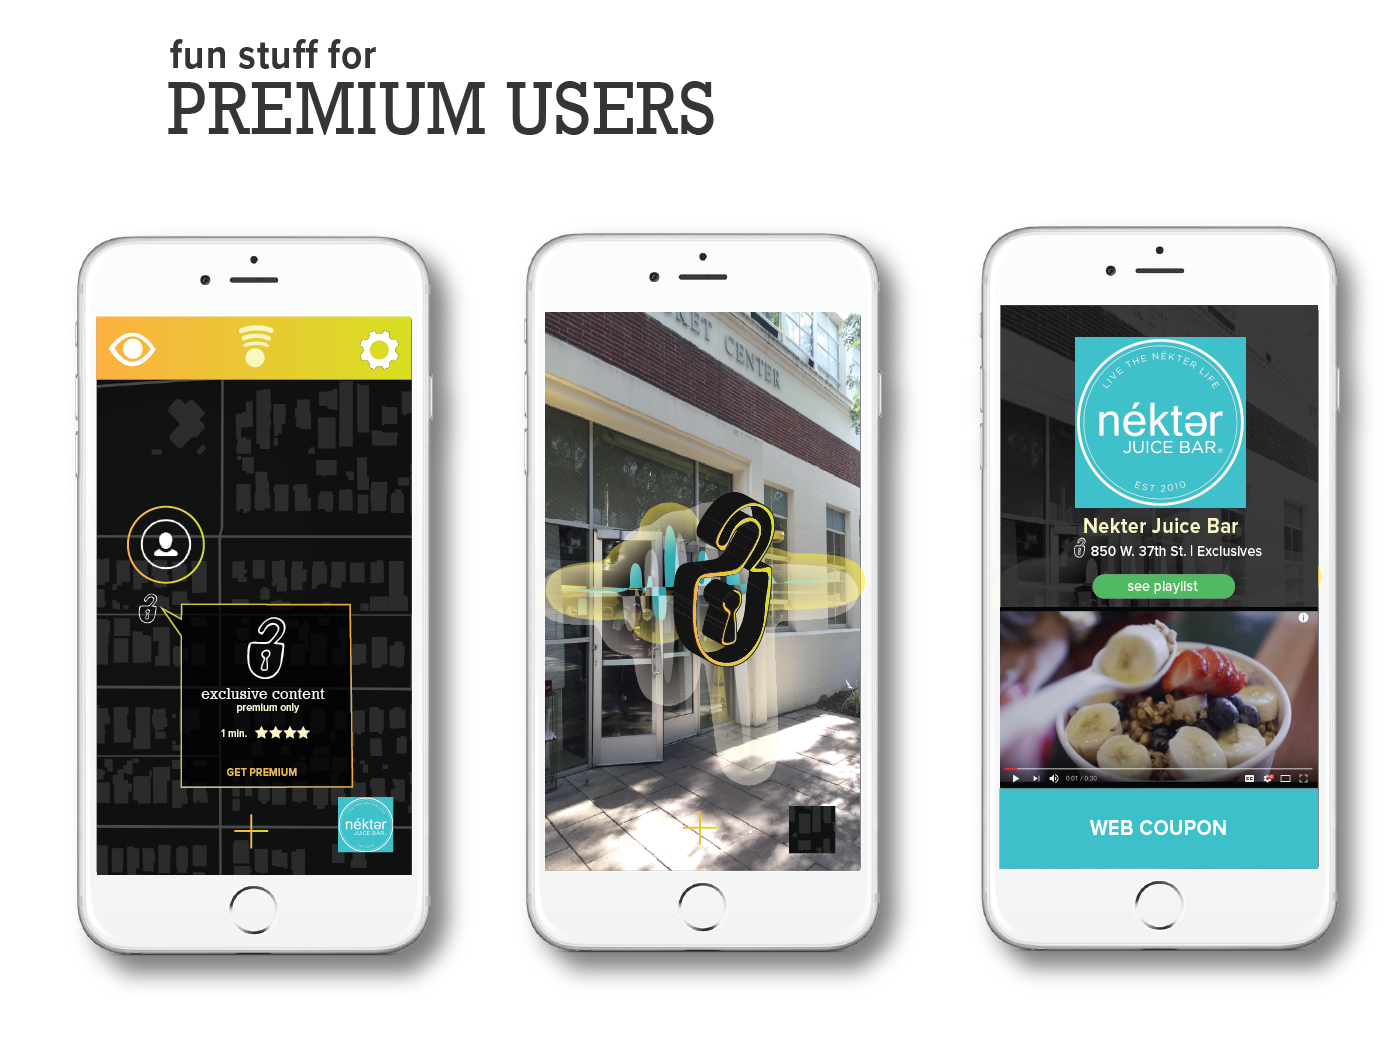 fun stuff for
PREMIUM USERS
exclusive content
premium only
1 min.
GET PREMIUM
néktər
JUICE BAR
CENTER
LIVE THE NÉKTER LIFE
néktər
JUICE BAR®
EST 2010
Nekter Juice Bar
850 W. 37th St. | Exclusives
see playlist
0:01 / 0:30
CC
WEB COUPON